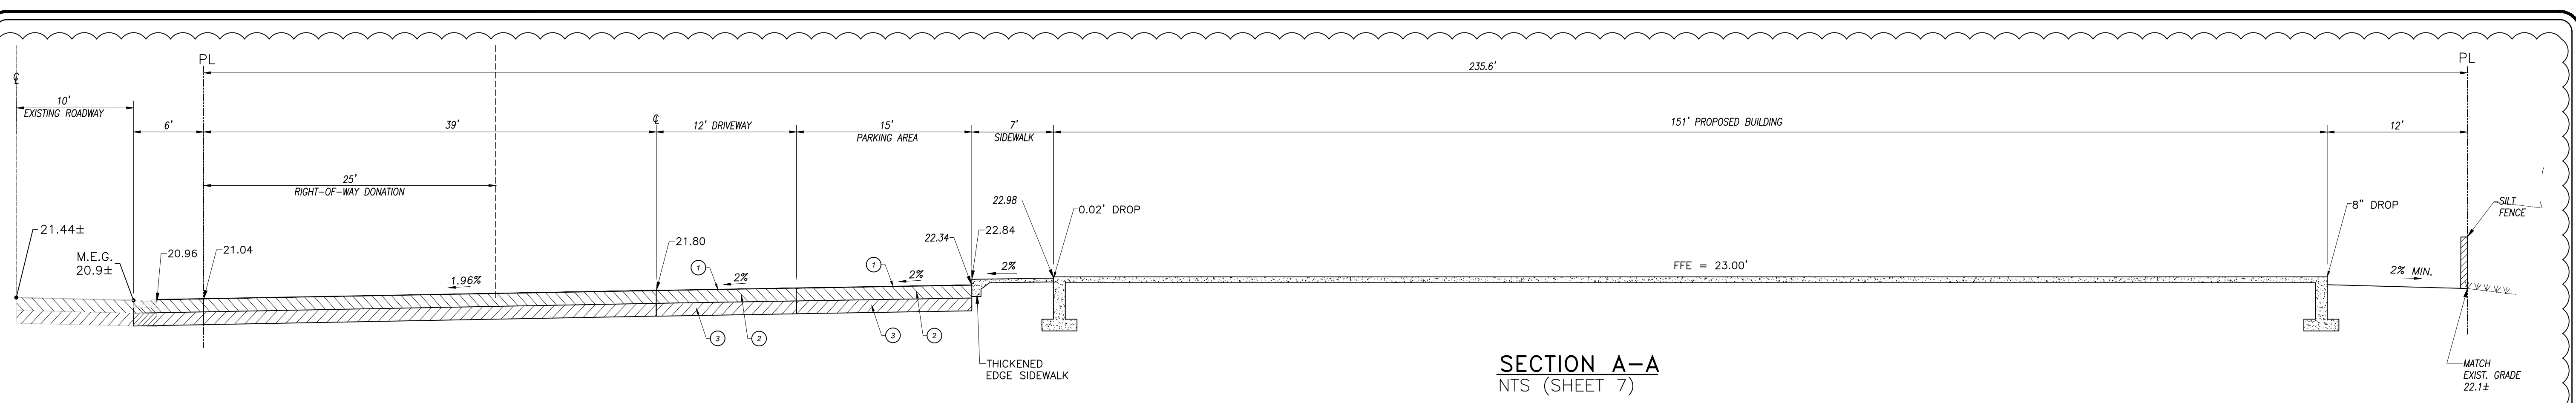 PL
PL
235.6'
℄
10'
EXISTING ROADWAY
6'
39'
℄
12' DRIVEWAY
15'
PARKING AREA
7'
SIDEWALK
151' PROPOSED BUILDING
12'
25'
RIGHT-OF-WAY DONATION
22.98
0.02' DROP
8" DROP
SILT
FENCE
21.44±
M.E.G.
20.9±
20.96
21.04
21.80
22.34
22.84
1.96%
1
2%
1
2%
2%
FFE = 23.00'
2% MIN.
3
2
3
2
THICKENED
EDGE SIDEWALK
SECTION A-A
NTS (SHEET 7)
MATCH
EXIST. GRADE
22.1±